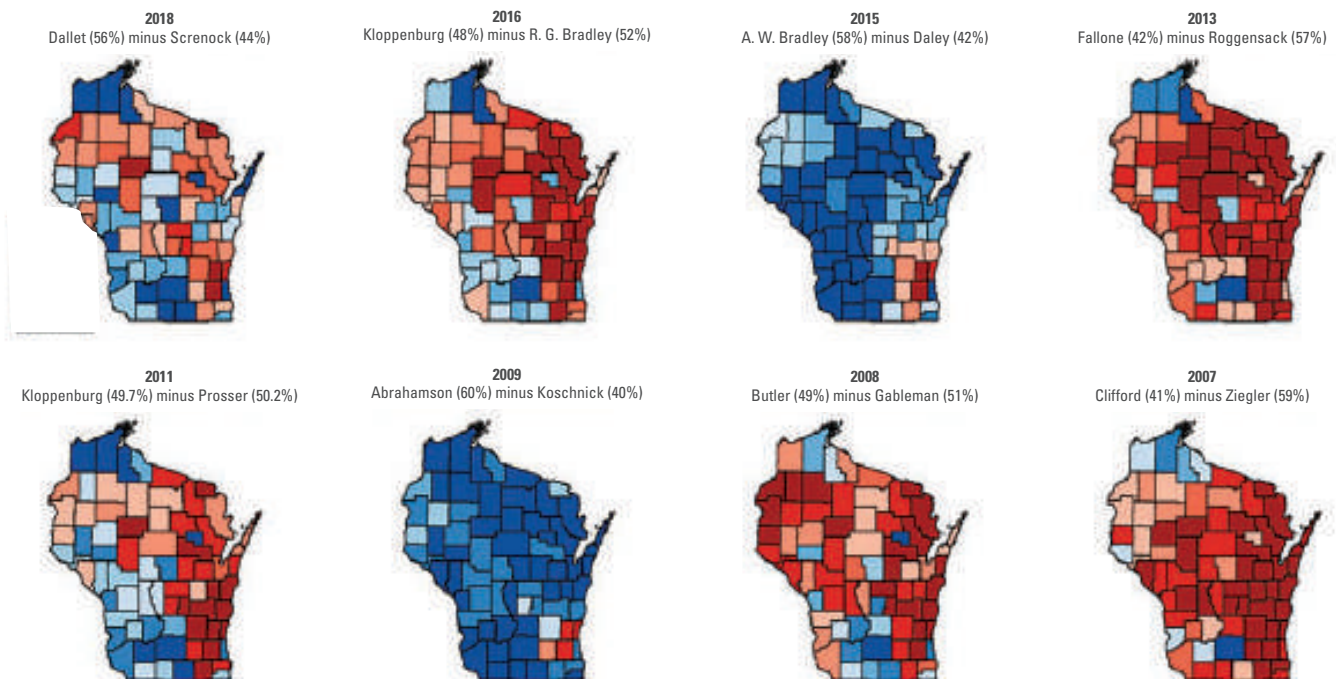 2018
Dallet (56%) minus Screnock (44%)
2016
Kloppenburg (48%) minus R. G. Bradley (52%)
2015
A. W. Bradley (58%) minus Daley (42%)
2013
Fallone (42%) minus Roggensack (57%)
2011
Kloppenburg (49.7%) minus Prosser (50.2%)
2009
Abrahamson (60%) minus Koschnick (40%)
2008
Butler (49%) minus Gableman (51%)
2007
Clifford (41%) minus Ziegler (59%)